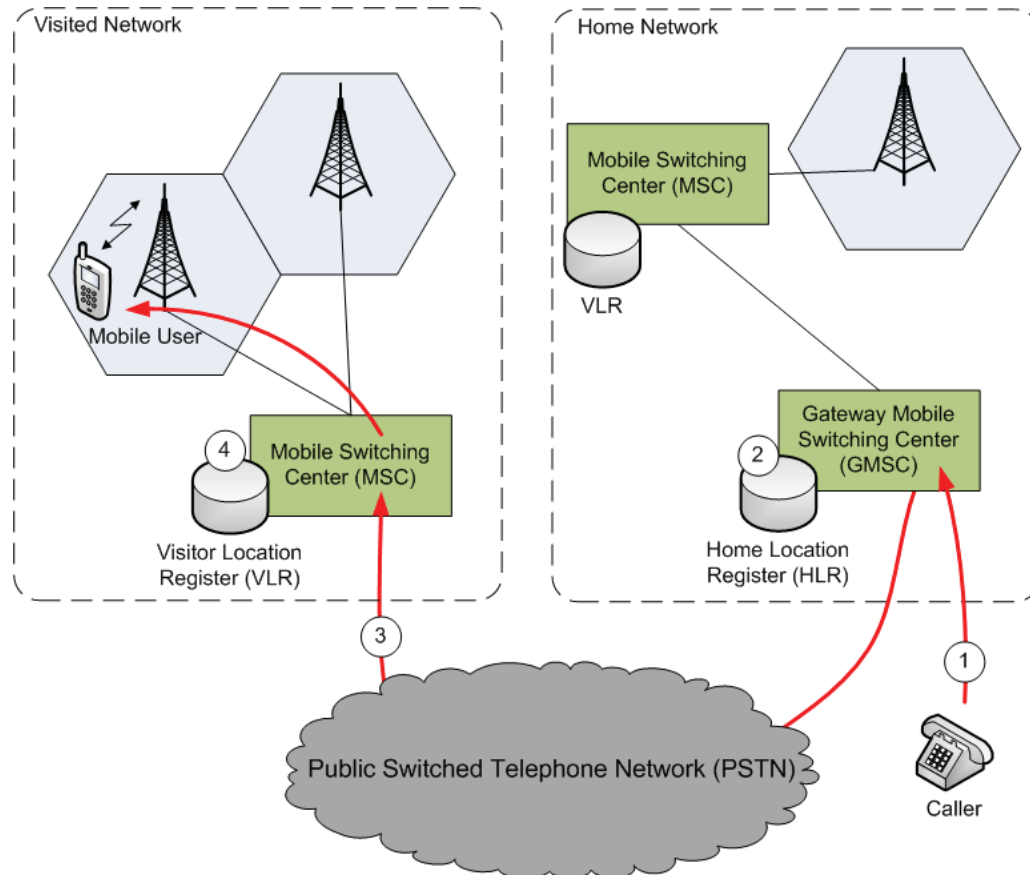 Visited Network
Mobile User
4
Mobile Switching
Center (MSC)
Visitor Location
Register (VLR)
Home Network
Mobile Switching
Center (MSC)
VLR
Gateway Mobile
Switching Center
(GMSC)
2
Home Location
Register (HLR)
3
1
Public Switched Telephone Network (PSTN)
Caller